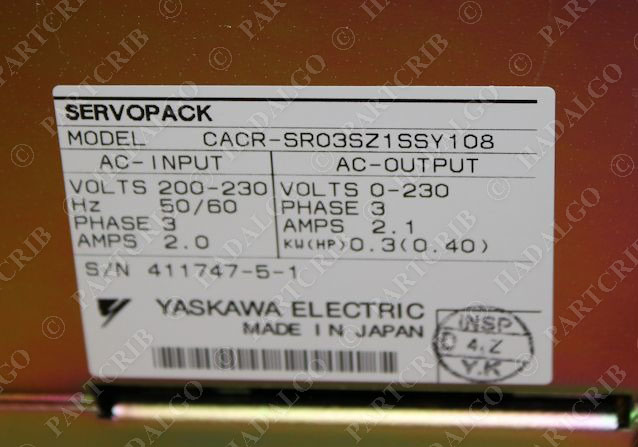 SERVOPACK
MODEL CACR-SR03SZ1SSY108
AC-INPUT AC-OUTPUT
VOLTS 200-230 VOLTS 0-230
Hz 50/60 PHASE 3
PHASE 3 AMPS 2.1
AMPS 2.0 KW(HP) 0.3(0.40)
S/N 411747-5-1
YASKAWA ELECTRIC
MADE IN JAPAN
INSP
4.Z
Y.K
© PARTCRIB © HADALGO